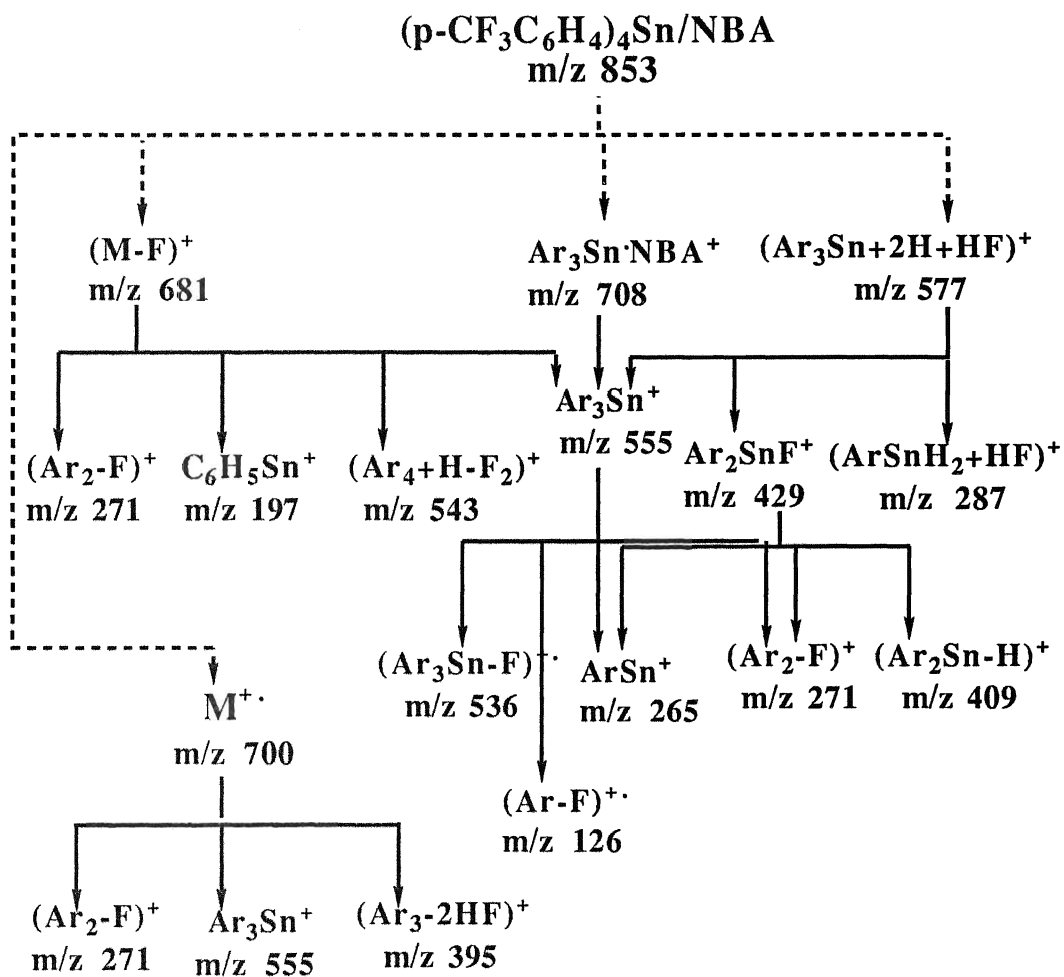 (p-CF₃C₆H₄)₄Sn/NBA
m/z 853
(M-F)⁺
m/z 681
Ar₃Sn·NBA⁺
m/z 708
(Ar₃Sn+2H+HF)⁺
m/z 577
Ar₃Sn⁺
m/z 555
(Ar₂-F)⁺
m/z 271
C₆H₅Sn⁺
m/z 197
(Ar₄+H-F₂)⁺
m/z 543
Ar₂SnF⁺
m/z 429
(ArSnH₂+HF)⁺
m/z 287
(Ar₃Sn-F)⁺·
m/z 536
ArSn⁺
m/z 265
(Ar₂-F)⁺
m/z 271
(Ar₂Sn-H)⁺
m/z 409
M⁺·
m/z 700
(Ar-F)⁺·
m/z 126
(Ar₂-F)⁺
m/z 271
Ar₃Sn⁺
m/z 555
(Ar₃-2HF)⁺
m/z 395